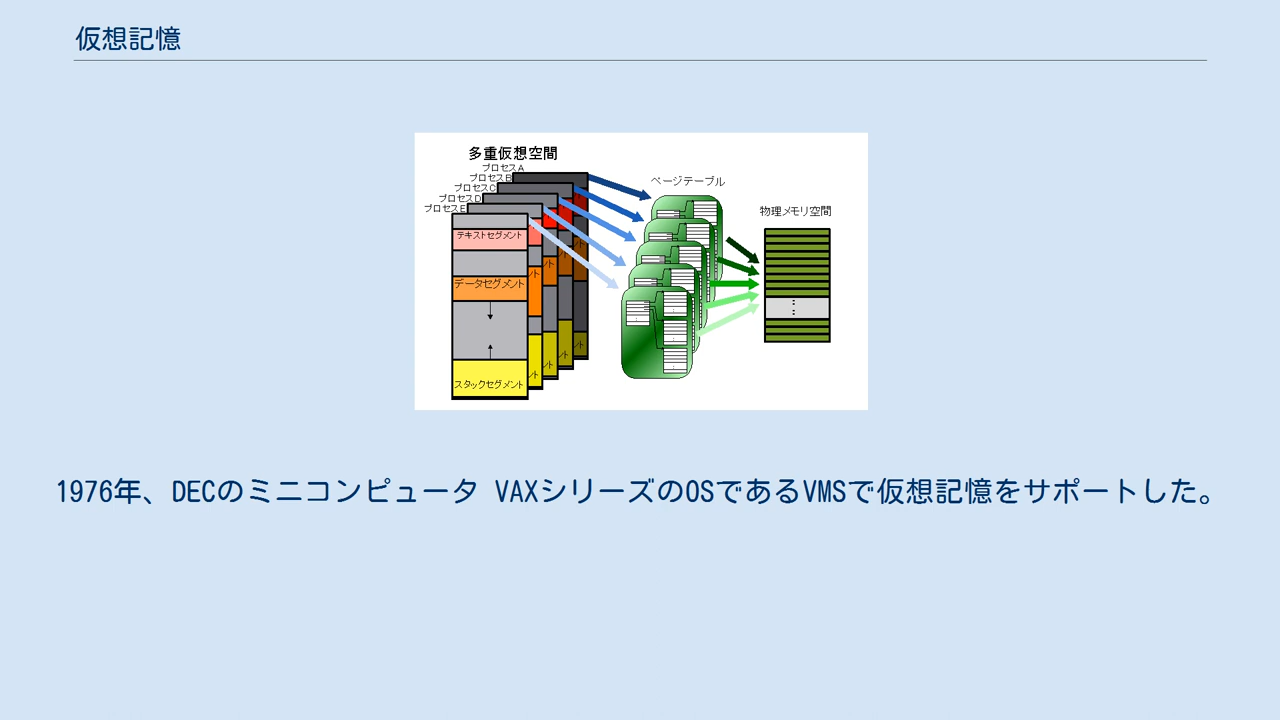 仮想記憶
多重仮想空間
プロセスA
プロセスB
プロセスC
プロセスD
プロセスE
テキストセグメント
データセグメント
スタックセグメント
ページテーブル
物理メモリ空間
1976年、DECのミニコンピュータ VAXシリーズのOSであるVMSで仮想記憶をサポートした。